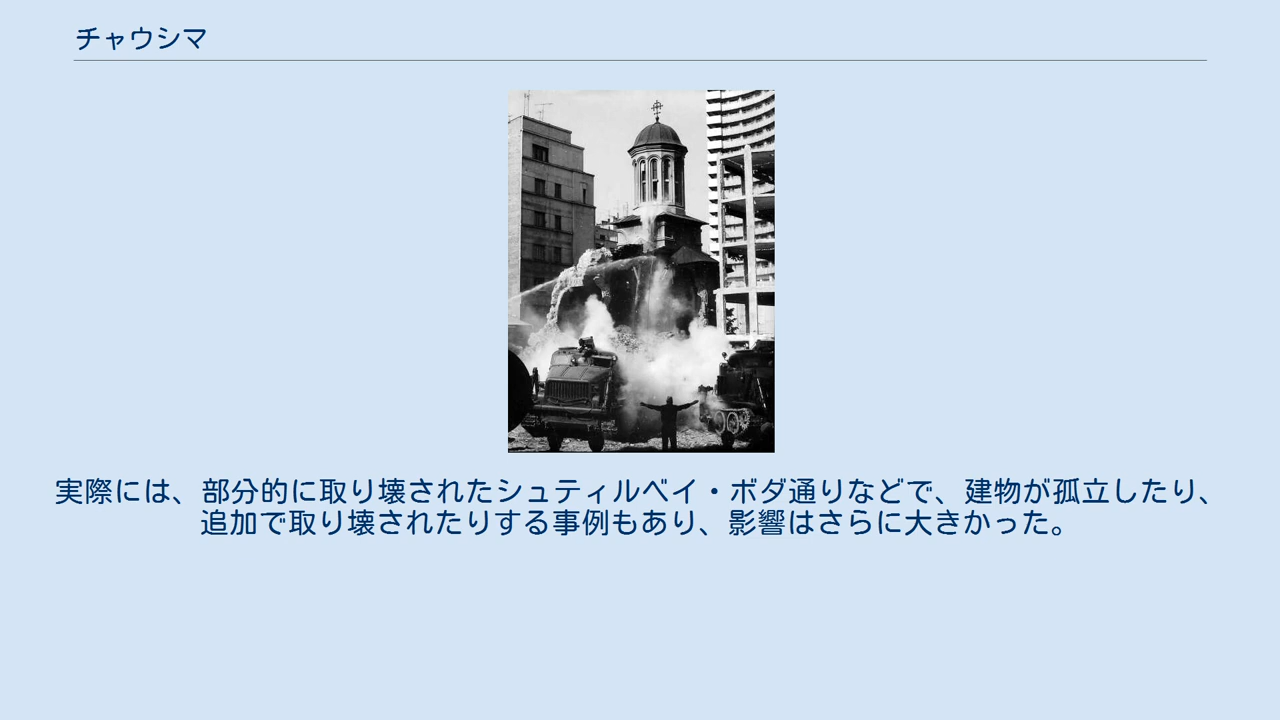 チャウシマ
実際には、部分的に取り壊されたシュティルベイ・ボダ通りなどで、建物が孤立したり、
追加で取り壊されたりする事例もあり、影響はさらに大きかった。